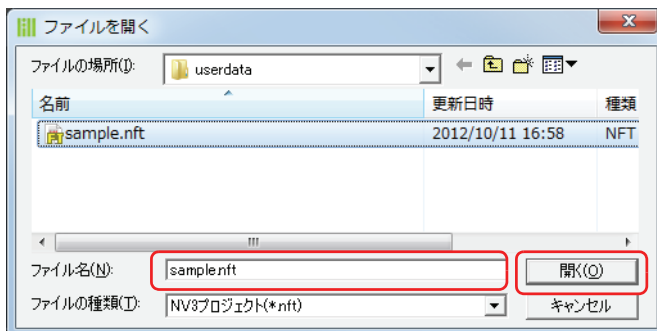 ファイルを開く
ファイルの場所(I): userdata
名前 更新日時 種類
sample.nft 2012/10/11 16:58 NFT
ファイル名(N): sample.nft 開く(O)
ファイルの種類(T): NV3プロジェクト(*.nft) キャンセル